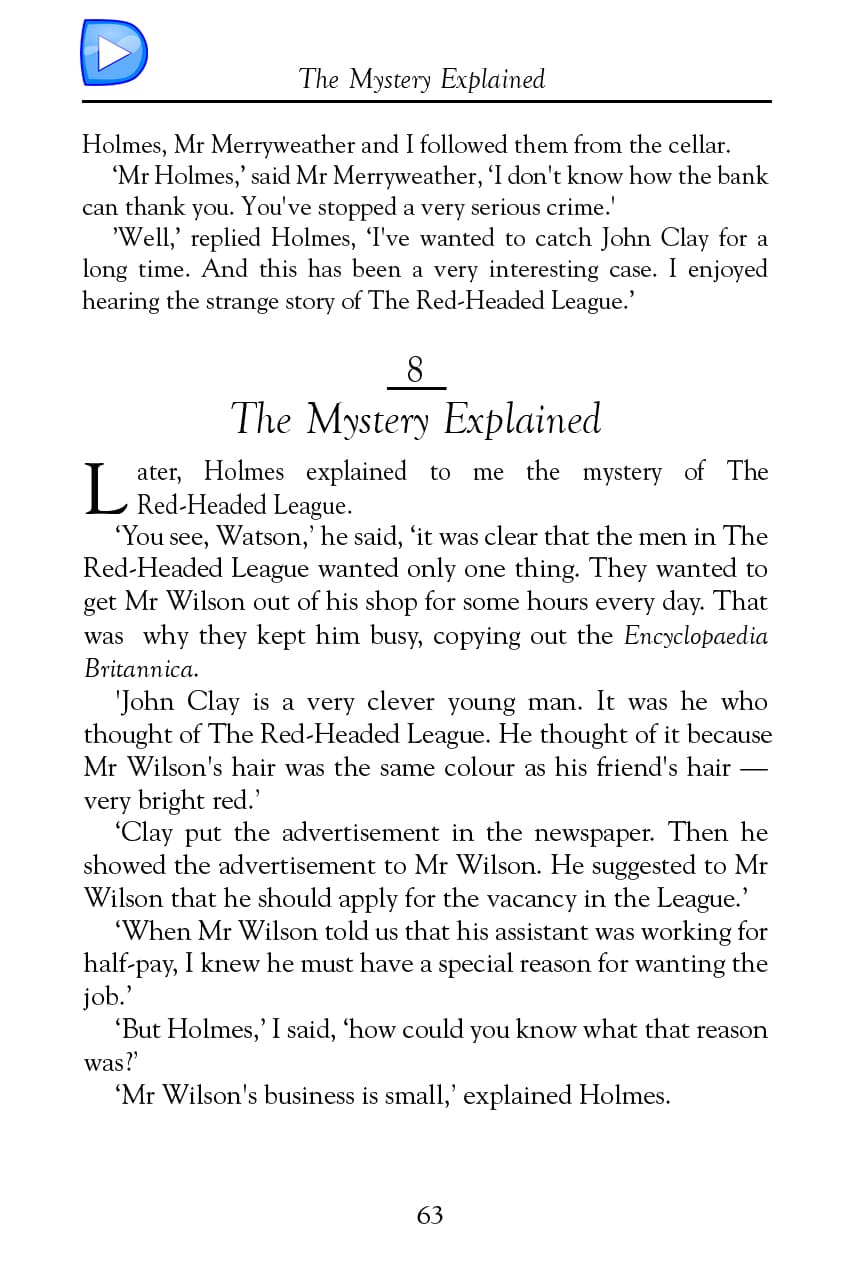 The Mystery Explained
Holmes, Mr Merryweather and I followed them from the cellar.
‘Mr Holmes,’ said Mr Merryweather, ‘I don't know how the bank
can thank you. You've stopped a very serious crime.'
’Well,’ replied Holmes, ‘I've wanted to catch John Clay for a
long time. And this has been a very interesting case. I enjoyed
hearing the strange story of The Red-Headed League.’
8
The Mystery Explained
Later, Holmes explained to me the mystery of The
Red-Headed League.
‘You see, Watson,’ he said, ‘it was clear that the men in The
Red-Headed League wanted only one thing. They wanted to
get Mr Wilson out of his shop for some hours every day. That
was why they kept him busy, copying out the Encyclopaedia
Britannica.
'John Clay is a very clever young man. It was he who
thought of The Red-Headed League. He thought of it because
Mr Wilson's hair was the same colour as his friend's hair —
very bright red.’
‘Clay put the advertisement in the newspaper. Then he
showed the advertisement to Mr Wilson. He suggested to Mr
Wilson that he should apply for the vacancy in the League.’
‘When Mr Wilson told us that his assistant was working for
half-pay, I knew he must have a special reason for wanting the
job.’
‘But Holmes,’ I said, ‘how could you know what that reason
was?’
‘Mr Wilson's business is small,’ explained Holmes.
63